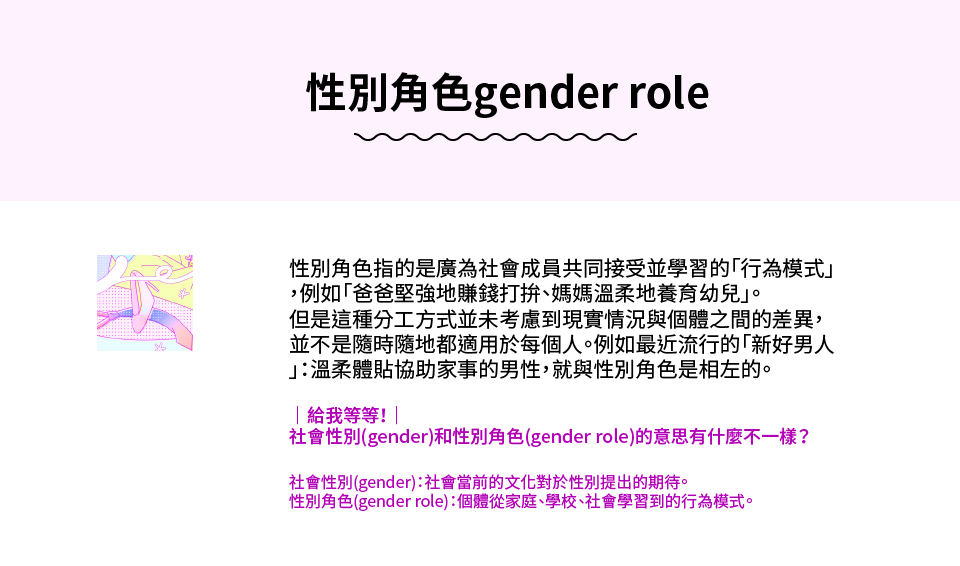 性別角色gender role
性別角色指的是廣為社會成員共同接受並學習的「行為模式」
，例如「爸爸堅強地賺錢打拚、媽媽溫柔地養育幼兒」。
但是這種分工方式並未考慮到現實情況與個體之間的差異，
並不是隨時隨地都適用於每個人。例如最近流行的「新好男人
」：溫柔體貼協助家事的男性，就與性別角色是相左的。
｜給我等等！｜
社會性別(gender)和性別角色(gender role)的意思有什麼不一樣？
社會性別(gender)：社會當前的文化對於性別提出的期待。
性別角色(gender role)：個體從家庭、學校、社會學習到的行為模式。